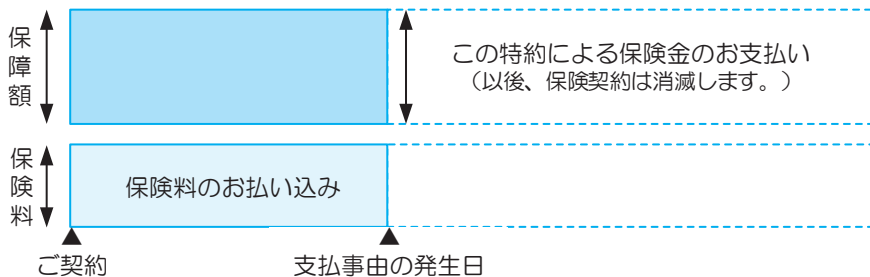 保障額
この特約による保険金のお支払い
（以後、保険契約は消滅します。）
保険料
保険料のお払い込み
ご契約
支払事由の発生日